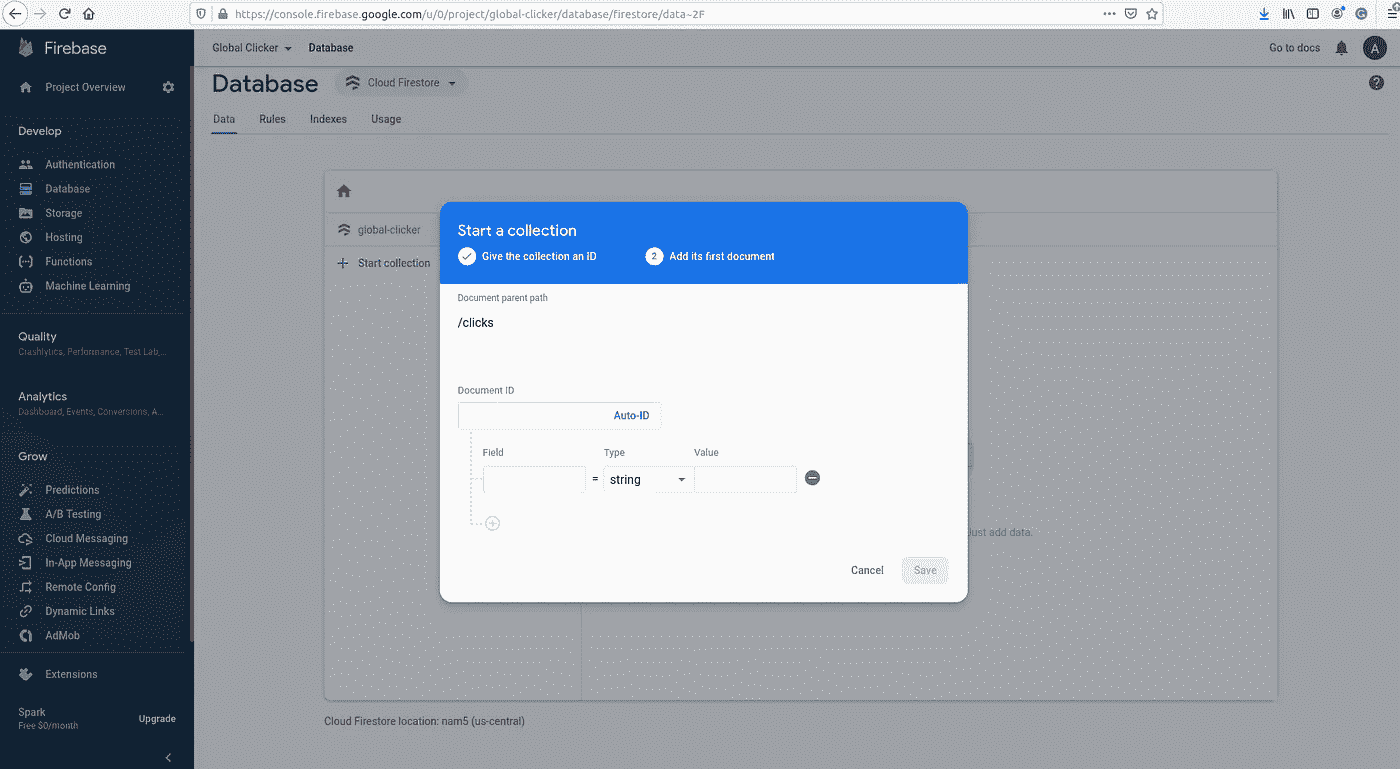 https://console.firebase.google.com/u/0/project/global-clicker/database/firestore/data~2F
Firebase
Global Clicker
Database
Go to docs
A
Project Overview
Database
Cloud Firestore
Data
Rules
Indexes
Usage
Develop
Authentication
Database
Storage
Hosting
Functions
Machine Learning
Quality
Crashlytics, Performance, Test Lab,...
Analytics
Dashboard, Events, Conversions, A...
Grow
Predictions
A/B Testing
Cloud Messaging
In-App Messaging
Remote Config
Dynamic Links
AdMob
Extensions
Spark
Free $0/month
Upgrade
global-clicker
Start collection
Start a collection
Give the collection an ID
2 Add its first document
Document parent path
/clicks
Document ID
Auto-ID
Field
Type
Value
= string
Cancel
Save
Just add data.
Cloud Firestore location: nam5 (us-central)